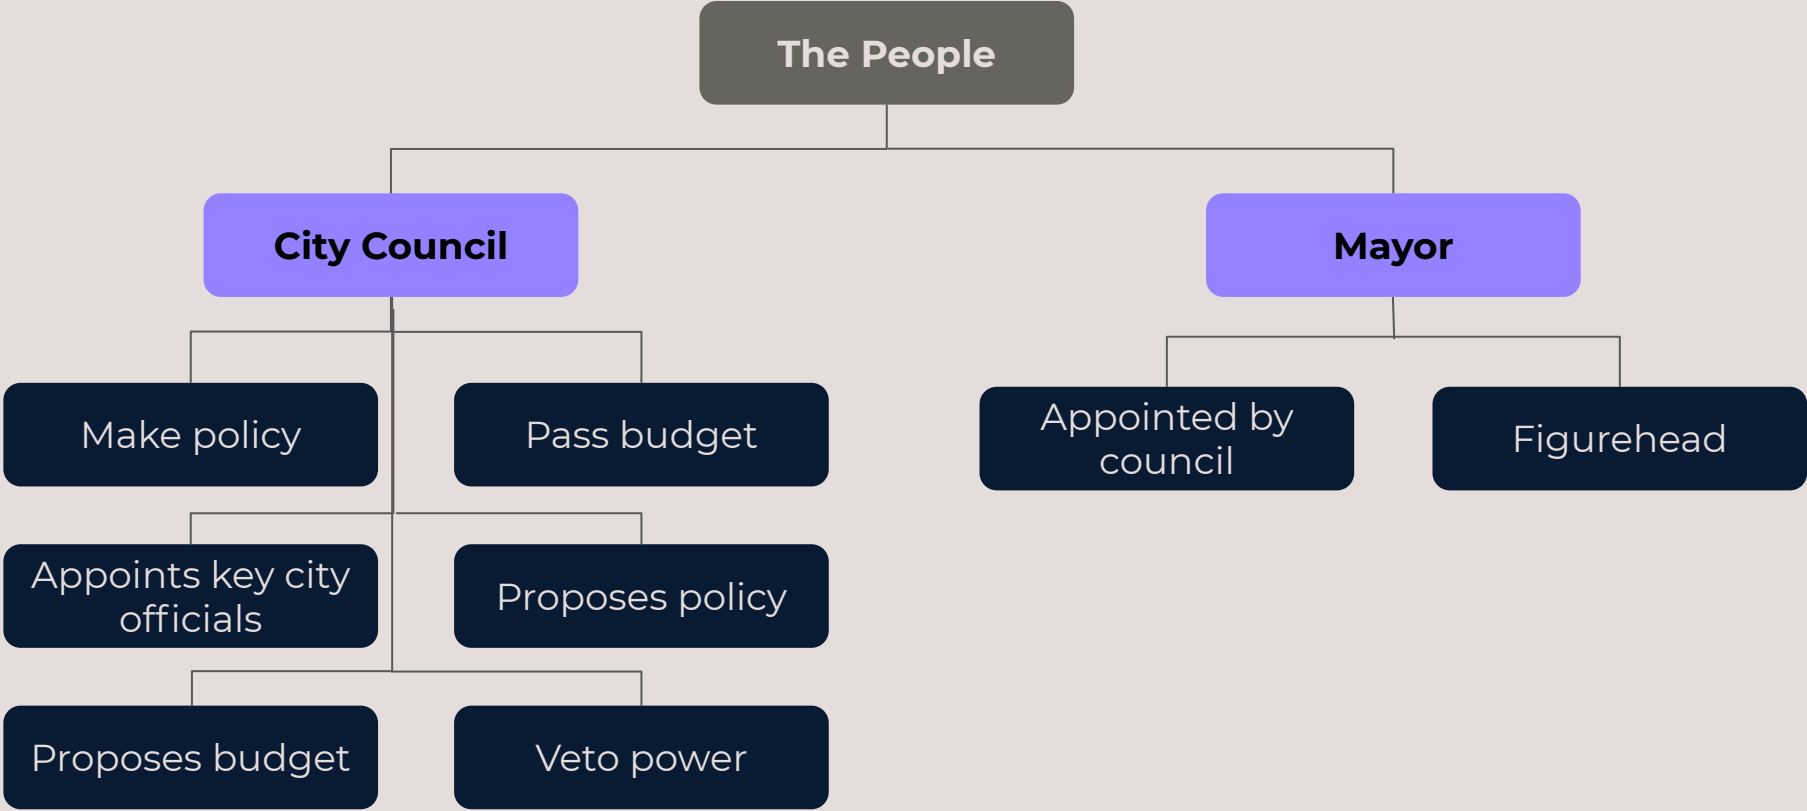 The People
City Council
Mayor
Make policy
Pass budget
Appointed by
council
Figurehead
Appoints key city
officials
Proposes policy
Proposes budget
Veto power